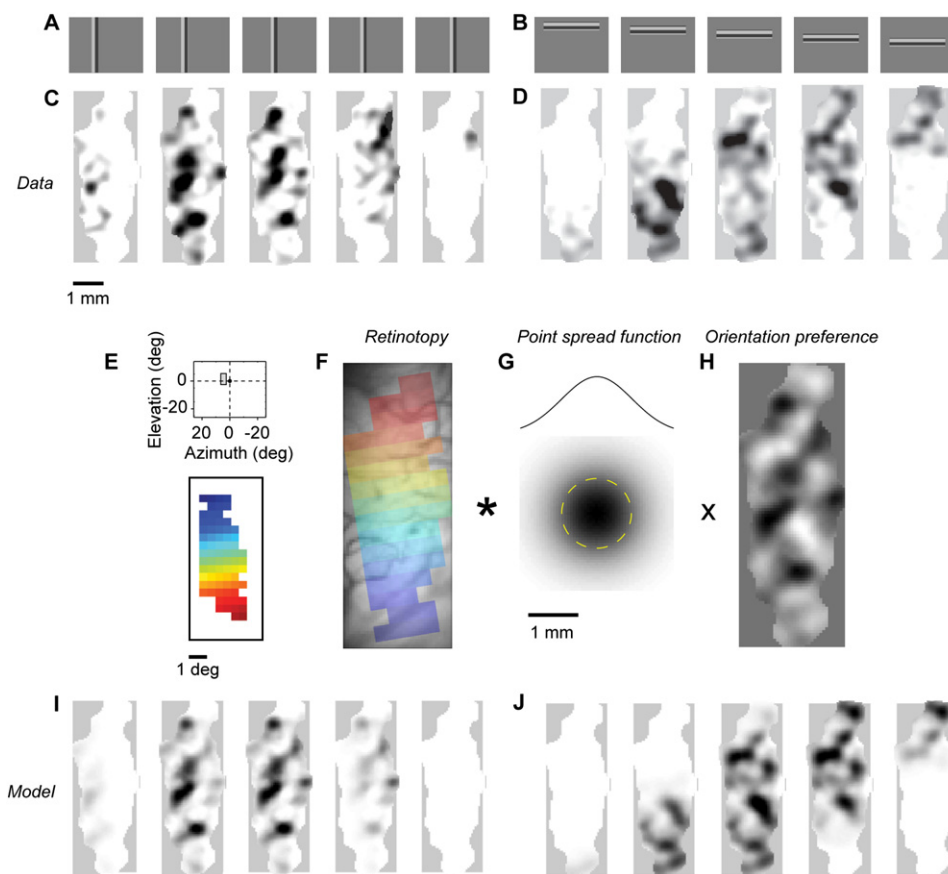 A
B
C
D
Data
1 mm
Retinotopy
Point spread function
Orientation preference
E
F
G
H
Elevation (deg)
0
-20
20 0 -20
Azimuth (deg)
*
x
1 deg
1 mm
I
J
Model